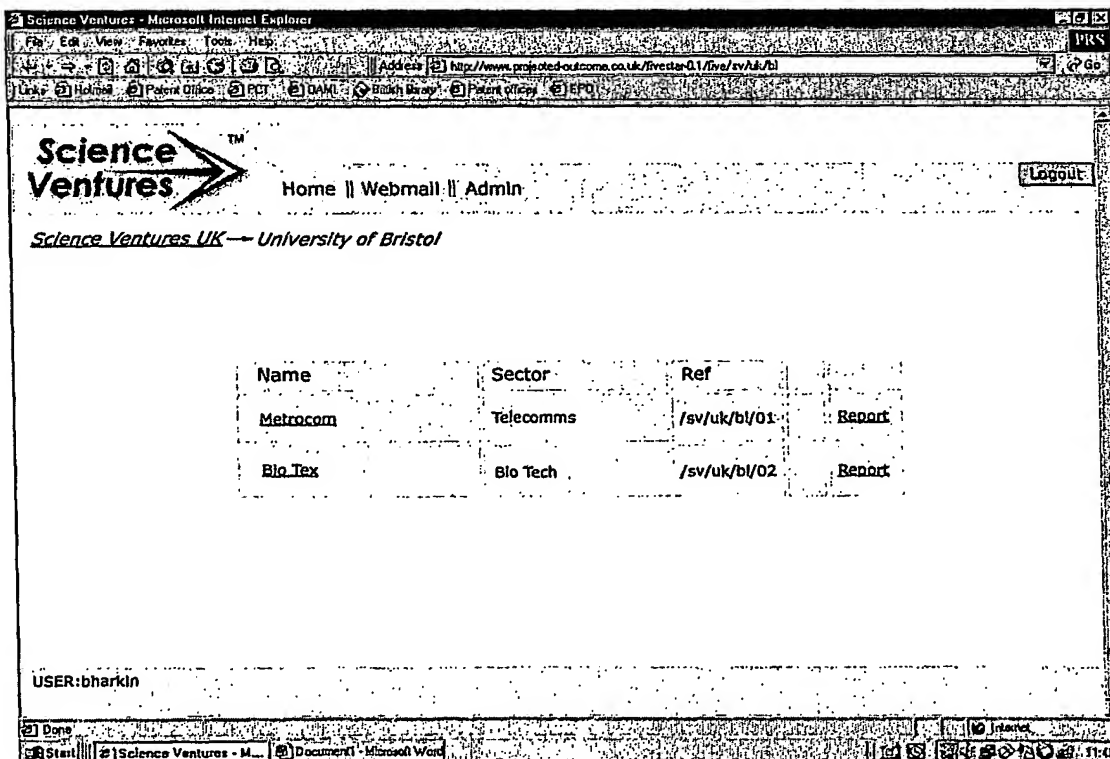 Science Ventures - Microsoft Internet Explorer
File Edit View Favorites Tools Help
PRS
Address http://www.projected-outcome.co.uk/fivestar-0.1/five/sv/uk/bl Go
Links Hotmail Patent Office PCT DAML British library Patent offices EPO
Science Ventures TM
Home || Webmail || Admin
Logout
Science Ventures UK — University of Bristol
Name Sector Ref
Metrocom Telecomms /sv/uk/bl/01 Report
Bio Tex Bio Tech /sv/uk/bl/02 Report
USER:bharkin
Done Internet
Start Science Ventures - M... Document1 - Microsoft Word